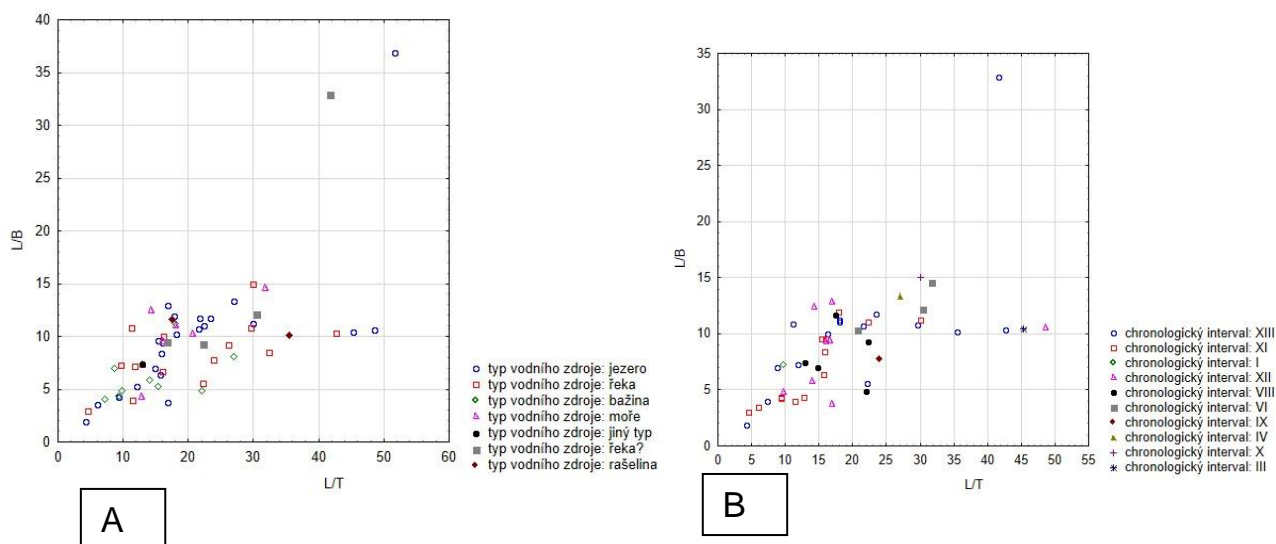 40
35
30
25
20
15
10
5
0
L/B
0 10 20 30 40 50 60
L/T
typ vodního zdroje: jezero
typ vodního zdroje: řeka
typ vodního zdroje: bažina
typ vodního zdroje: moře
typ vodního zdroje: jiný typ
typ vodního zdroje: řeka?
typ vodního zdroje: rašelina
A
35
30
25
20
15
10
5
0
L/B
0 5 10 15 20 25 30 35 40 45 50 55
L/T
chronologický interval: XIII
chronologický interval: XI
chronologický interval: I
chronologický interval: XII
chronologický interval: VIII
chronologický interval: VI
chronologický interval: IX
chronologický interval: IV
chronologický interval: X
chronologický interval: III
B